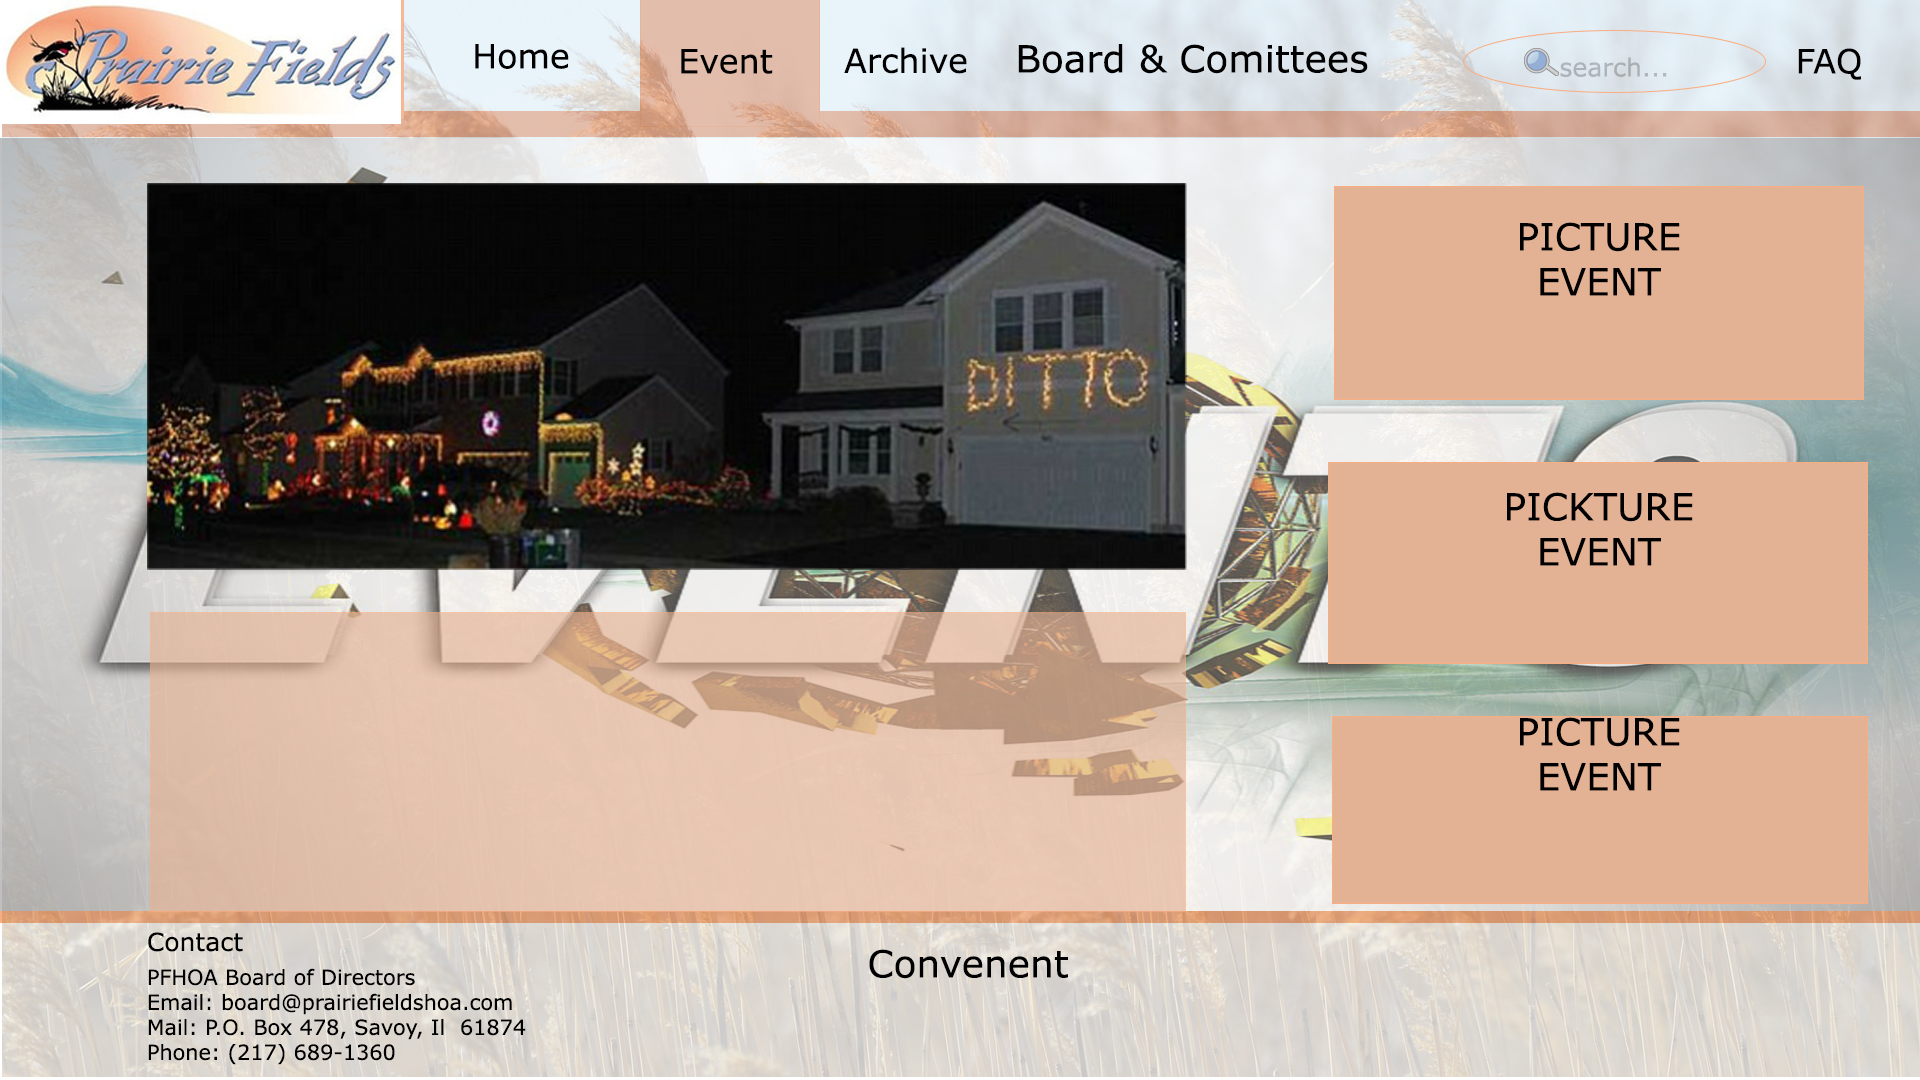 Prairie Fields
Home
Event
Archive
Board & Comittees
search...
FAQ
DITTO
PICTURE
EVENT
PICKTURE
EVENT
PICTURE
EVENT
EVENTS
Contact
PFHOA Board of Directors
Email: board@prairiefieldshoa.com
Mail: P.O. Box 478, Savoy, Il  61874
Phone: (217) 689-1360
Convenent